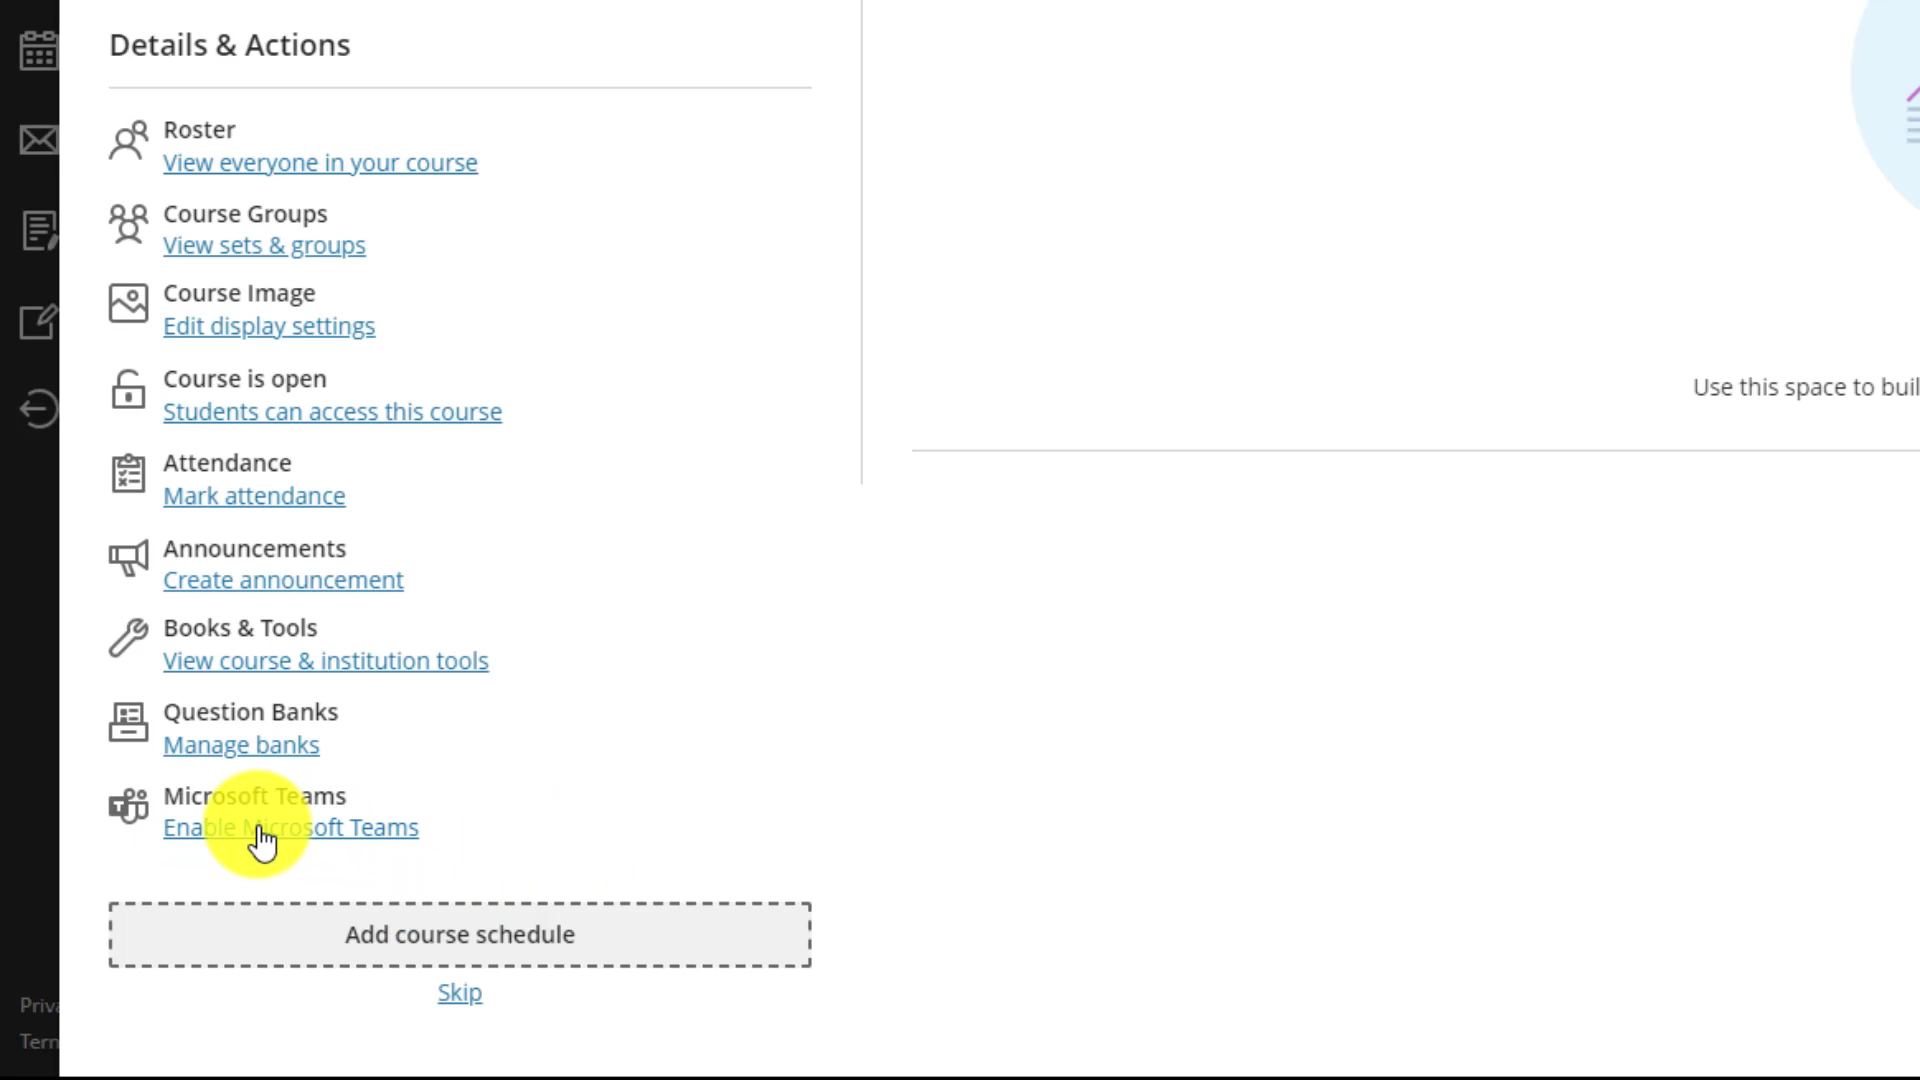 Details & Actions
Roster
View everyone in your course
Course Groups
View sets & groups
Course Image
Edit display settings
Course is open
Students can access this course
Attendance
Mark attendance
Announcements
Create announcement
Books & Tools
View course & institution tools
Question Banks
Manage banks
Microsoft Teams
Enable Microsoft Teams
Add course schedule
Skip
Use this space to buil
Priva
Term